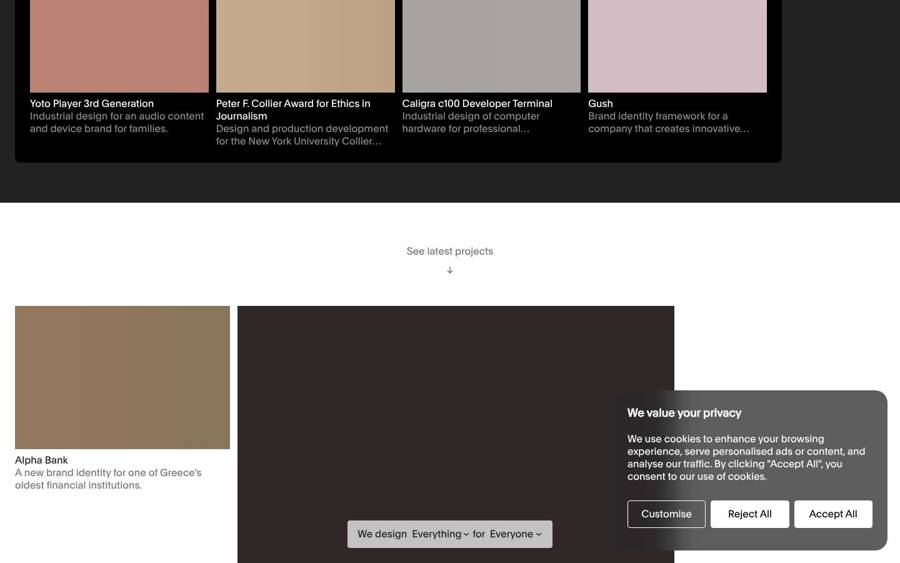 Yoto Player 3rd Generation
Industrial design for an audio content
and device brand for families.
Peter F. Collier Award for Ethics in
Journalism
Design and production development
for the New York University Collier...
Caligra c100 Developer Terminal
Industrial design of computer
hardware for professional...
Gush
Brand identity framework for a
company that creates innovative...
See latest projects
↓
Alpha Bank
A new brand identity for one of Greece's
oldest financial institutions.
We design Everything for Everyone
We value your privacy
We use cookies to enhance your browsing
experience, serve personalised ads or content, and
analyse our traffic. By clicking "Accept All", you
consent to our use of cookies.
Customise
Reject All
Accept All